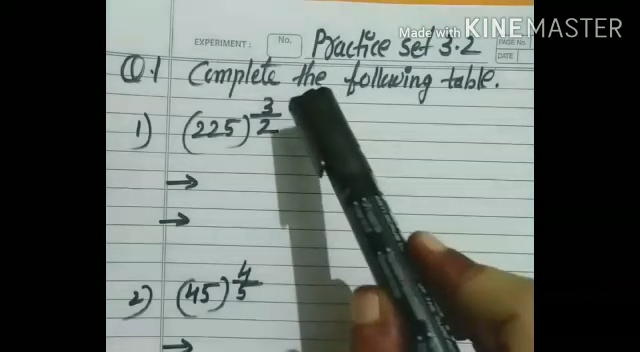 Made with KINEMASTER
EXPERIMENT: No. Practice set 3.2 PAGE No.
DATE
Q.1 Complete the following table.
1) (225)^3/2
→
→
2) (45)^4/5
→